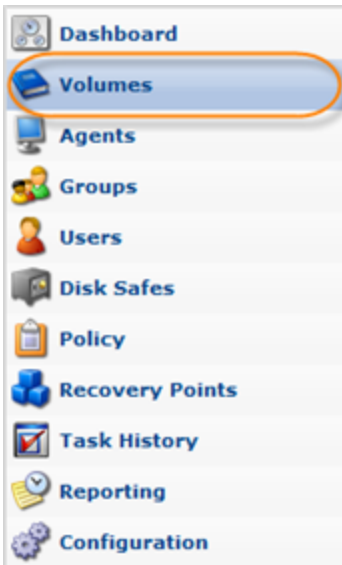 Dashboard
Volumes
Agents
Groups
Users
Disk Safes
Policy
Recovery Points
Task History
Reporting
Configuration